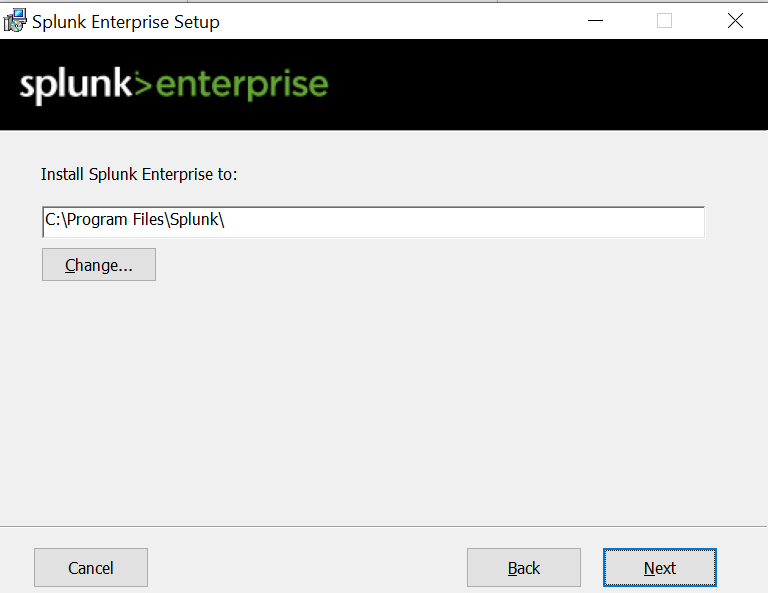 Splunk Enterprise Setup
splunk>enterprise
Install Splunk Enterprise to:
C:\Program Files\Splunk\
Change...
Cancel
Back
Next